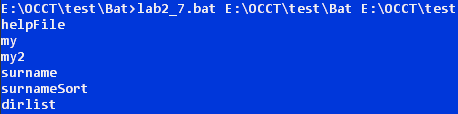 E:\OCCT\test\Bat>lab2_7.bat E:\OCCT\test\Bat E:\OCCT\test
helpFile
my
my2
surname
surnameSort
dirlist